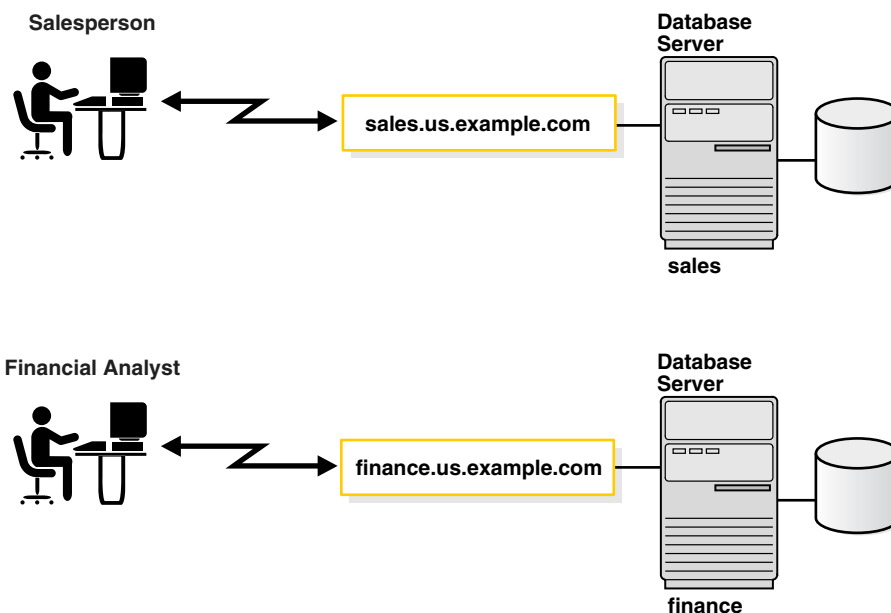 Salesperson
Database
Server
sales.us.example.com
sales
Financial Analyst
Database
Server
finance.us.example.com
finance